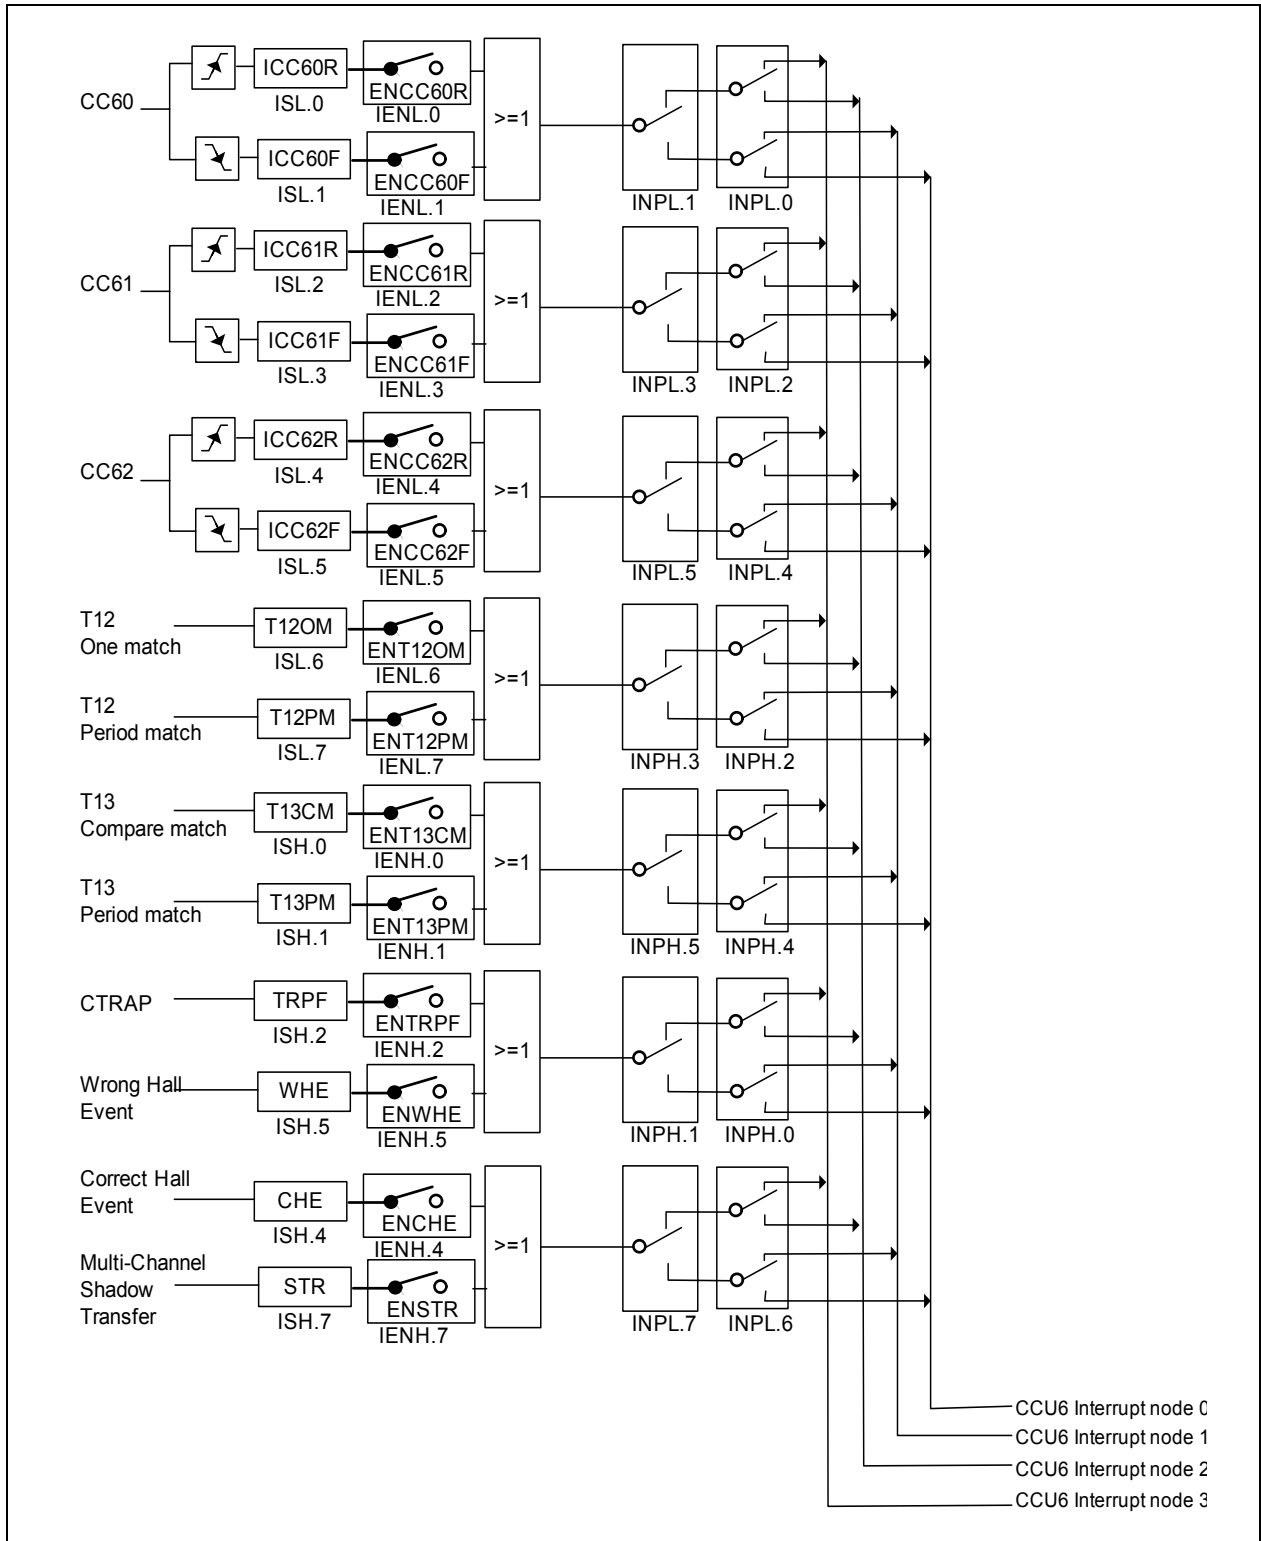 CC60
ICC60R
ISL.0
ENCC60R
IENL.0
ICC60F
ISL.1
ENCC60F
IENL.1
>=1
INPL.1
INPL.0
CC61
ICC61R
ISL.2
ENCC61R
IENL.2
ICC61F
ISL.3
ENCC61F
IENL.3
>=1
INPL.3
INPL.2
CC62
ICC62R
ISL.4
ENCC62R
IENL.4
ICC62F
ISL.5
ENCC62F
IENL.5
>=1
INPL.5
INPL.4
T12
One match
T12OM
ISL.6
ENT12OM
IENL.6
T12
Period match
T12PM
ISL.7
ENT12PM
IENL.7
>=1
INPH.3
INPH.2
T13
Compare match
T13CM
ISH.0
ENT13CM
IENH.0
T13
Period match
T13PM
ISH.1
ENT13PM
IENH.1
>=1
INPH.5
INPH.4
CTRAP
TRPF
ISH.2
ENTRPF
IENH.2
Wrong Hall
Event
WHE
ISH.5
ENWHE
IENH.5
>=1
INPH.1
INPH.0
Correct Hall
Event
CHE
ISH.4
ENCHE
IENH.4
Multi-Channel
Shadow
Transfer
STR
ISH.7
ENSTR
IENH.7
>=1
INPL.7
INPL.6
CCU6 Interrupt node 0
CCU6 Interrupt node 1
CCU6 Interrupt node 2
CCU6 Interrupt node 3